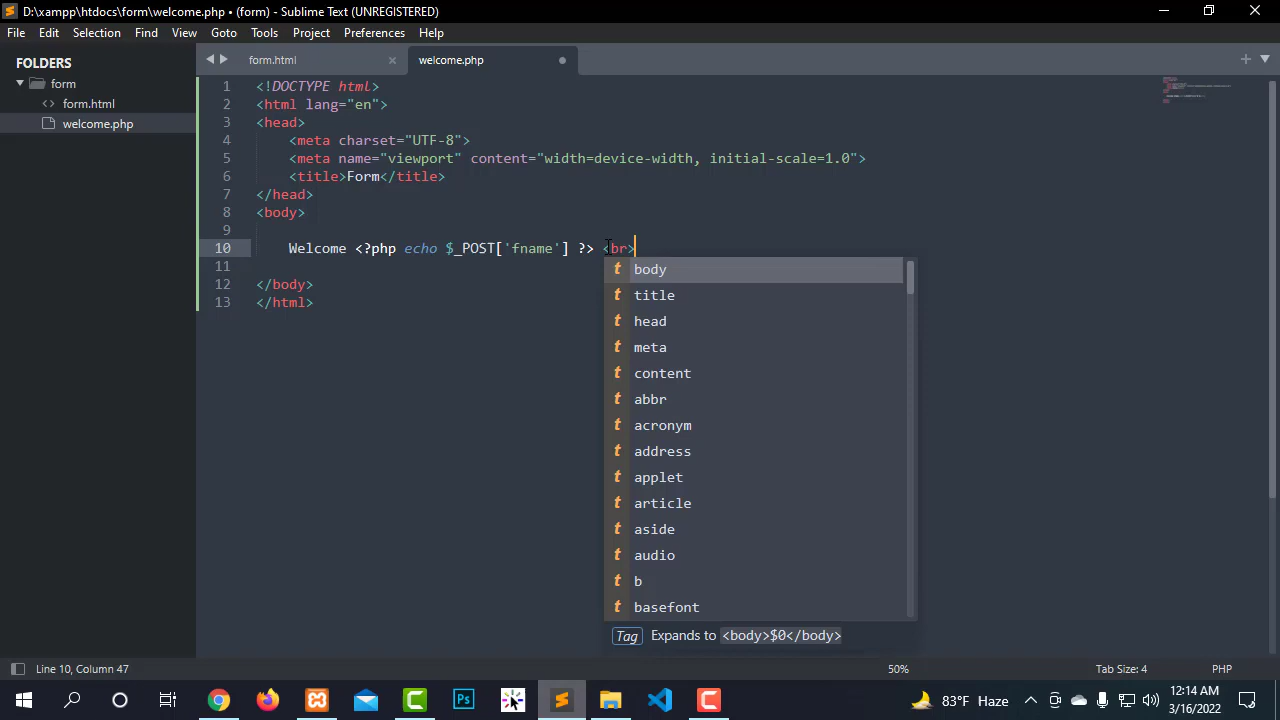 D:\xampp\htdocs\form\welcome.php • (form) - Sublime Text (UNREGISTERED)
File Edit Selection Find View Goto Tools Project Preferences Help
FOLDERS
form
form.html
welcome.php
form.html
welcome.php
1 <!DOCTYPE html>
2 <html lang="en">
3 <head>
4 <meta charset="UTF-8">
5 <meta name="viewport" content="width=device-width, initial-scale=1.0">
6 <title>Form</title>
7 </head>
8 <body>
9
10 Welcome <?php echo $_POST['fname'] ?> <br>
11
12 </body>
13 </html>
t body
t title
t head
t meta
t content
t abbr
t acronym
t address
t applet
t article
t aside
t audio
t b
t basefont
Tag Expands to <body>$0</body>
Line 10, Column 47
50%
Tab Size: 4
PHP
Ps
83°F Haze
12:14 AM
3/16/2022